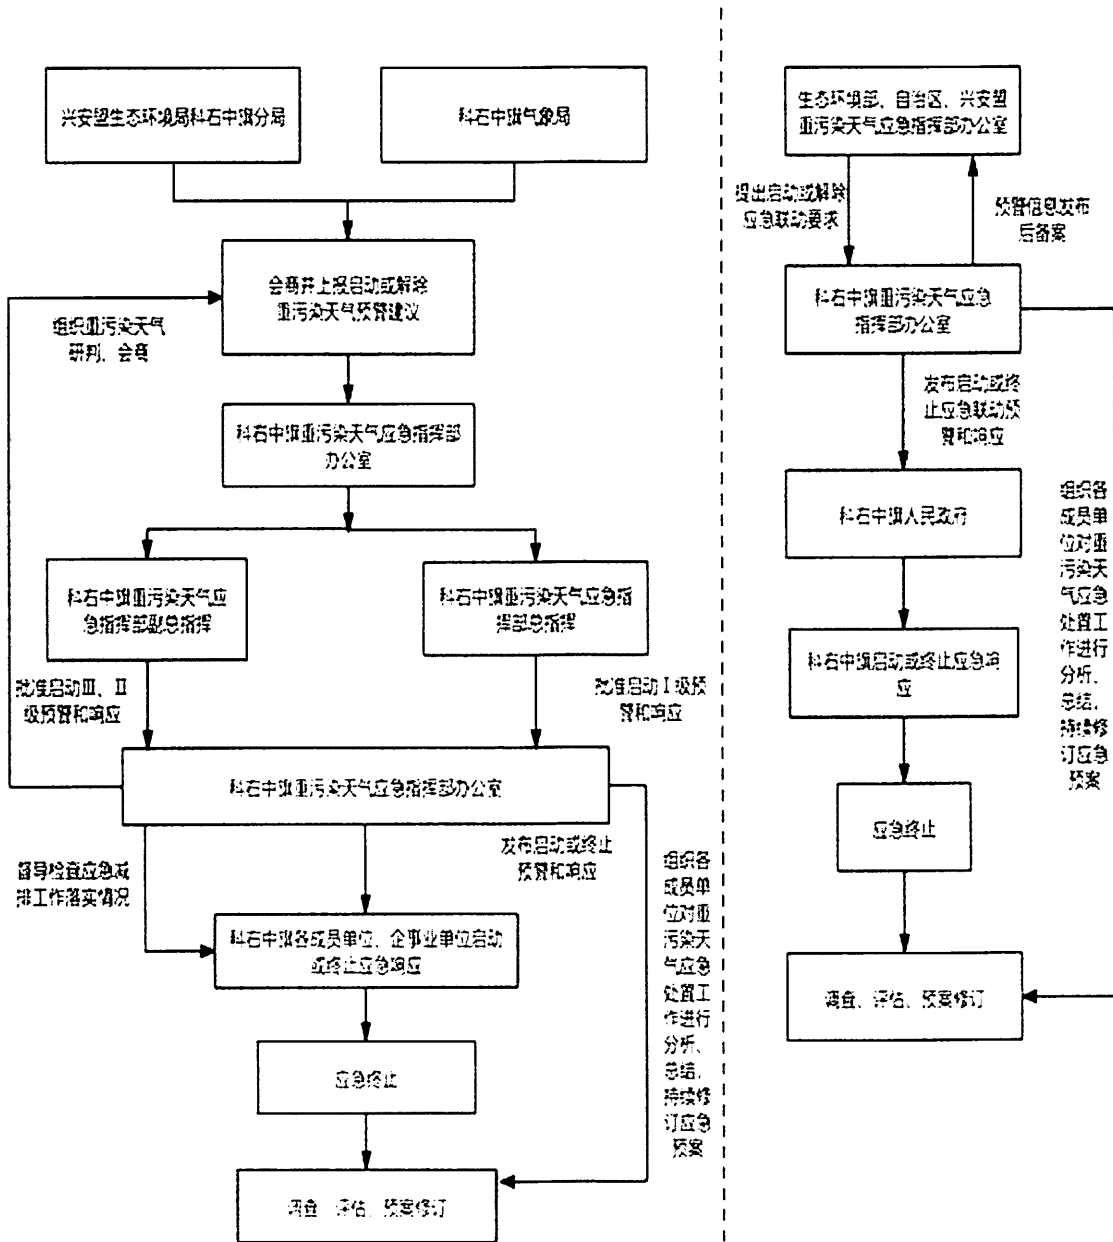 兴安盟生态环境局科右中旗分局
科右中旗气象局
会商并上报启动或解除
重污染天气预警建议
组织重污染天气
研判、会商
科右中旗重污染天气应急指挥部
办公室
科右中旗重污染天气应
急指挥部副总指挥
科右中旗重污染天气应急指
挥部总指挥
批准启动Ⅲ、Ⅱ
级预警和响应
批准启动Ⅰ级预
警和响应
科右中旗重污染天气应急指挥部办公室
督导检查应急减
排工作落实情况
发布启动或终止
预警和响应
组织各
成员单
位对重
污染天
气应急
处置工
作进行
分析、
总结,
持续修
订应急
预案
科右中旗各成员单位、企事业单位启动
或终止应急响应
应急终止
调查 评估、预案修订
生态环境部、自治区、兴安盟
重污染天气应急指挥部办公室
提出启动或解除
应急联动要求
预警信息发布
后备案
科右中旗重污染天气应急
指挥部办公室
发布启动或终
止应急联动预
警和响应
科右中旗人民政府
科右中旗启动或终止应急响
应
应急终止
组织各
成员单
位对重
污染天
气应急
处置工
作进行
分析、
总结,
持续修
订应急
预案
调查、评估、预案修订